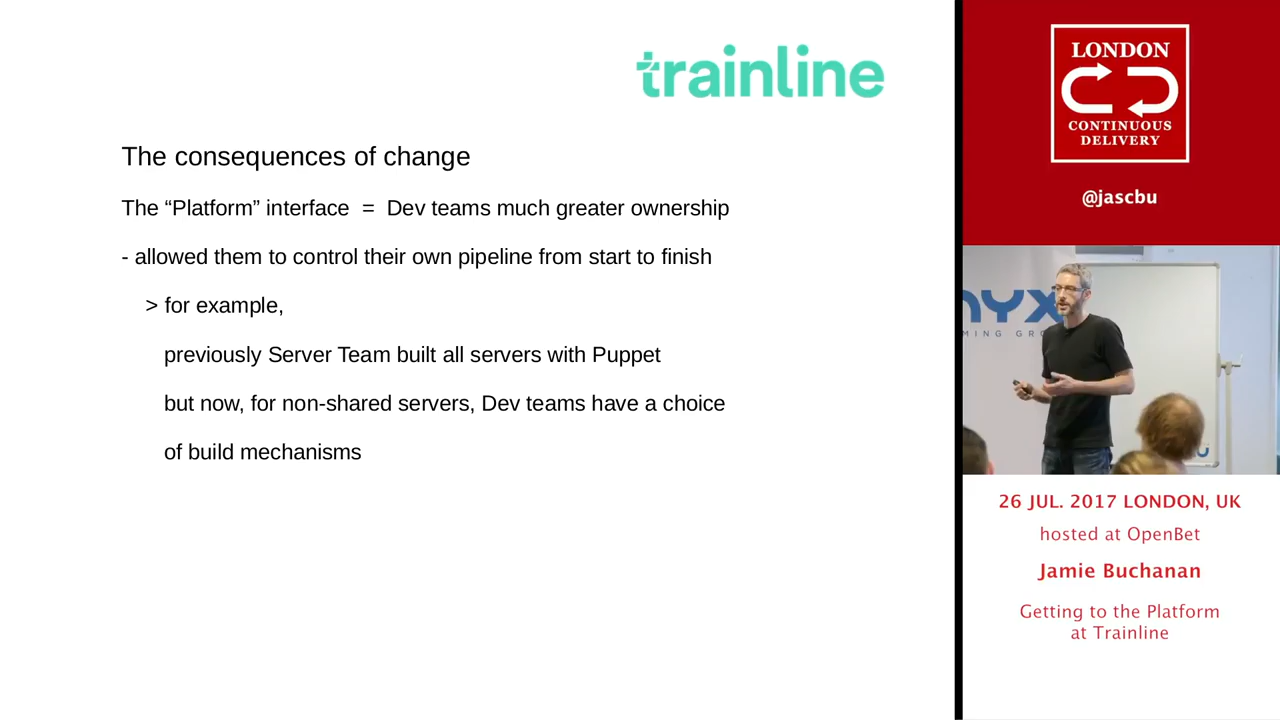 trainline
The consequences of change
The “Platform” interface = Dev teams much greater ownership
- allowed them to control their own pipeline from start to finish
> for example,
previously Server Team built all servers with Puppet
but now, for non-shared servers, Dev teams have a choice
of build mechanisms
LONDON
CONTINUOUS
DELIVERY
@jascbu
26 JUL. 2017 LONDON, UK
hosted at OpenBet
Jamie Buchanan
Getting to the Platform
at Trainline